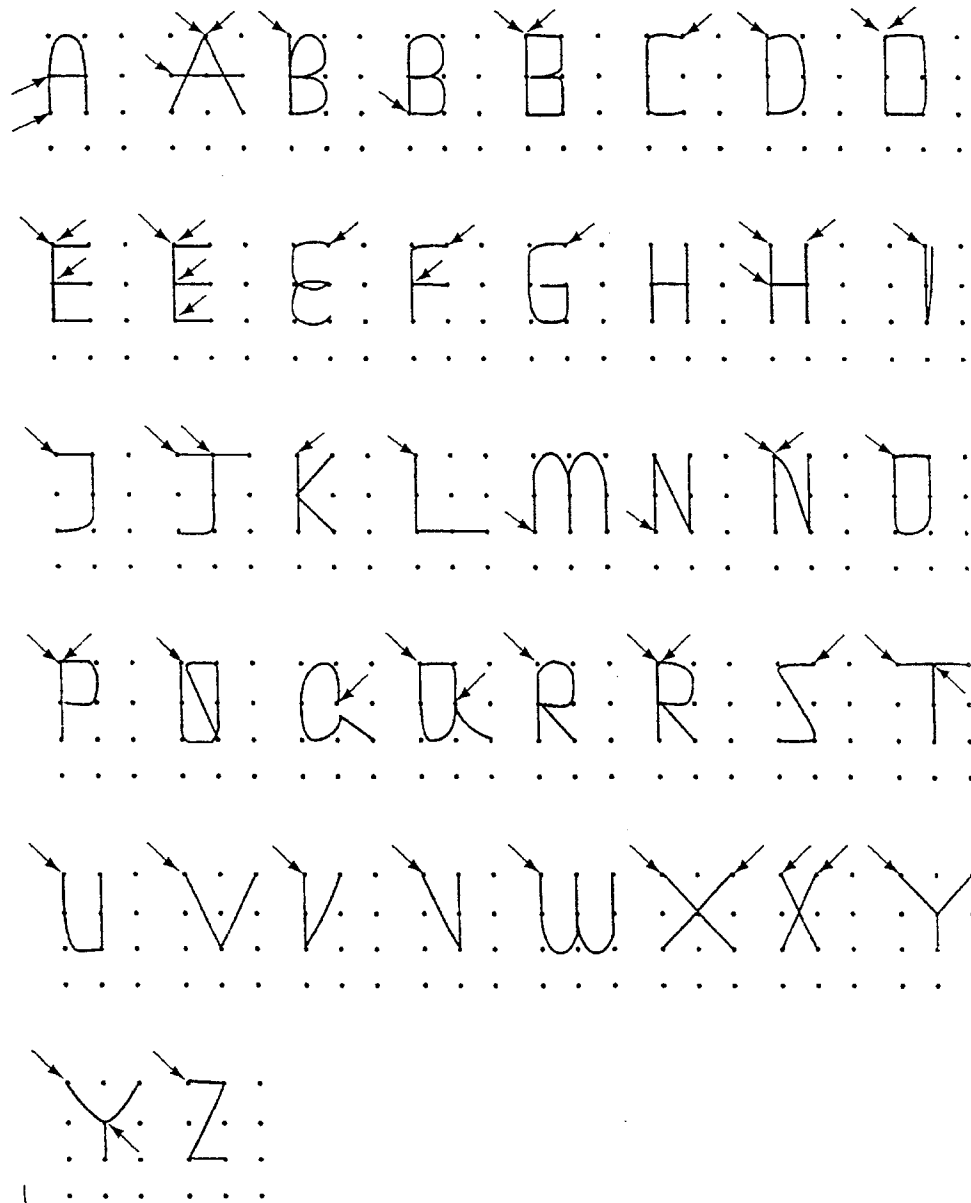 A A B B B C D D
E E E F G H H I
J J K L M N N O
P Q Q Q R R S T
U V V V W X X Y
Y Z